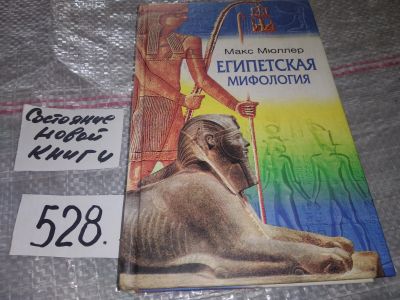 Макс Мюллер
ЕГИПЕТСКАЯ
МИФОЛОГИЯ
Состояние
новой
книги
528.